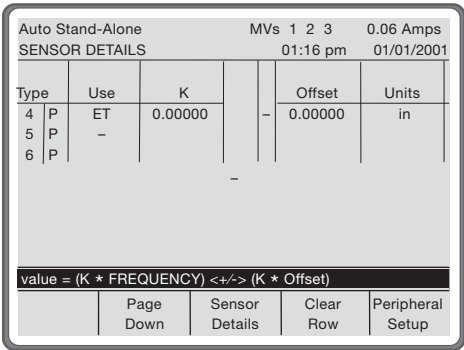 Auto Stand-Alone MVs 1 2 3 0.06 Amps
SENSOR DETAILS 01:16 pm 01/01/2001
Type Use K Offset Units
4 P ET 0.00000 – 0.00000 in
5 P –
6 P
–
value = (K * FREQUENCY) <+/-> (K * Offset)
Page Down Sensor Details Clear Row Peripheral Setup